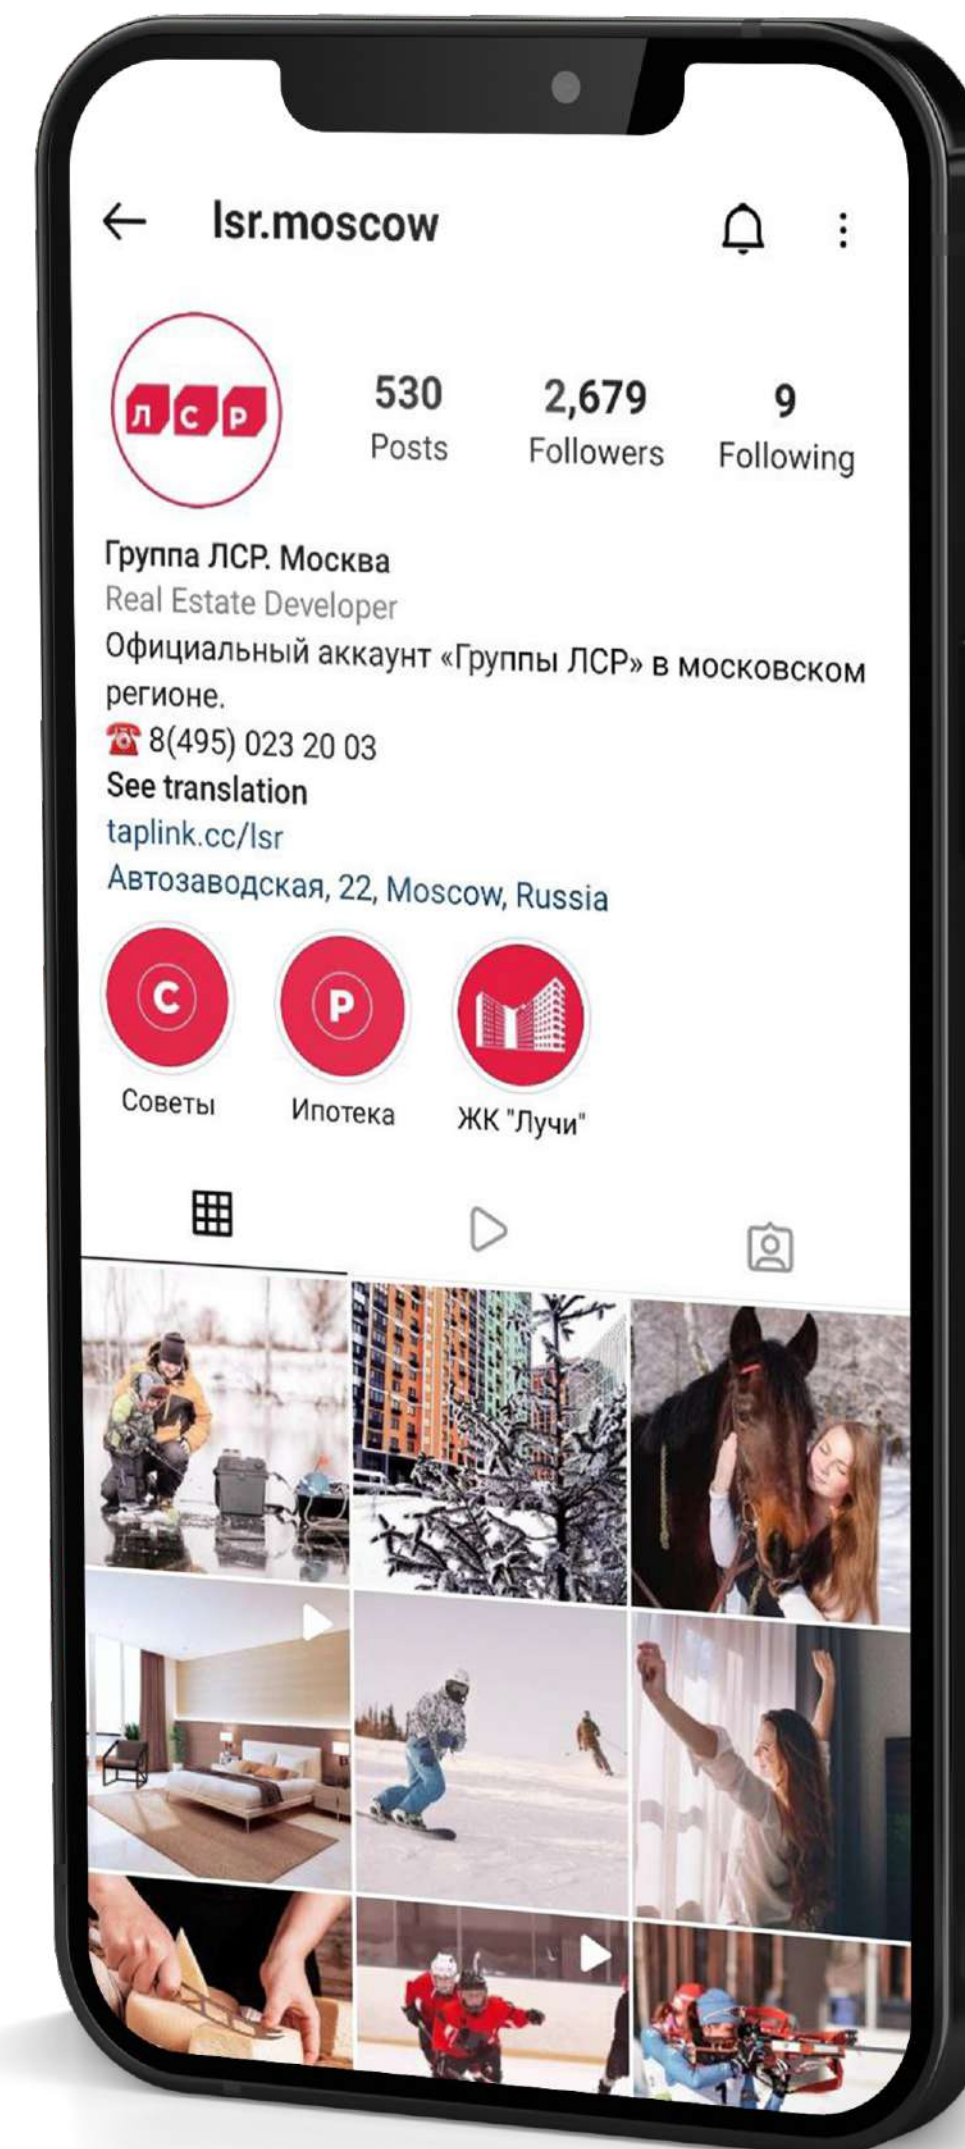 lsr.moscow
ЛСР
530
2,679
9
Posts
Followers
Following
Группа ЛСР. Москва
Real Estate Developer
Официальный аккаунт «Группы ЛСР» в московском
регионе.
8(495) 023 20 03
See translation
taplink.cc/lsr
Автозаводская, 22, Moscow, Russia
С
Р
Советы
Ипотека
ЖК "Лучи"
1